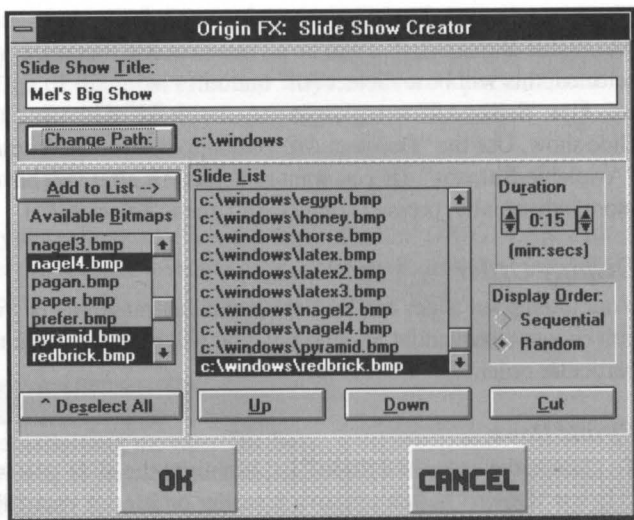 Origin FX: Slide Show Creator
Slide Show Title:
Mel's Big Show
Change Path:
c:\windows
Add to List -->
Available Bitmaps
nagel3.bmp
nagel4.bmp
pagan.bmp
paper.bmp
prefer.bmp
pyramid.bmp
redbrick.bmp
^ Deselect All
Slide List
c:\windows\egypt.bmp
c:\windows\honey.bmp
c:\windows\horse.bmp
c:\windows\latex.bmp
c:\windows\latex2.bmp
c:\windows\latex3.bmp
c:\windows\nagel2.bmp
c:\windows\nagel4.bmp
c:\windows\pyramid.bmp
c:\windows\redbrick.bmp
Up
Down
Cut
Duration
0:15
(min:secs)
Display Order:
Sequential
Random
OK
CANCEL